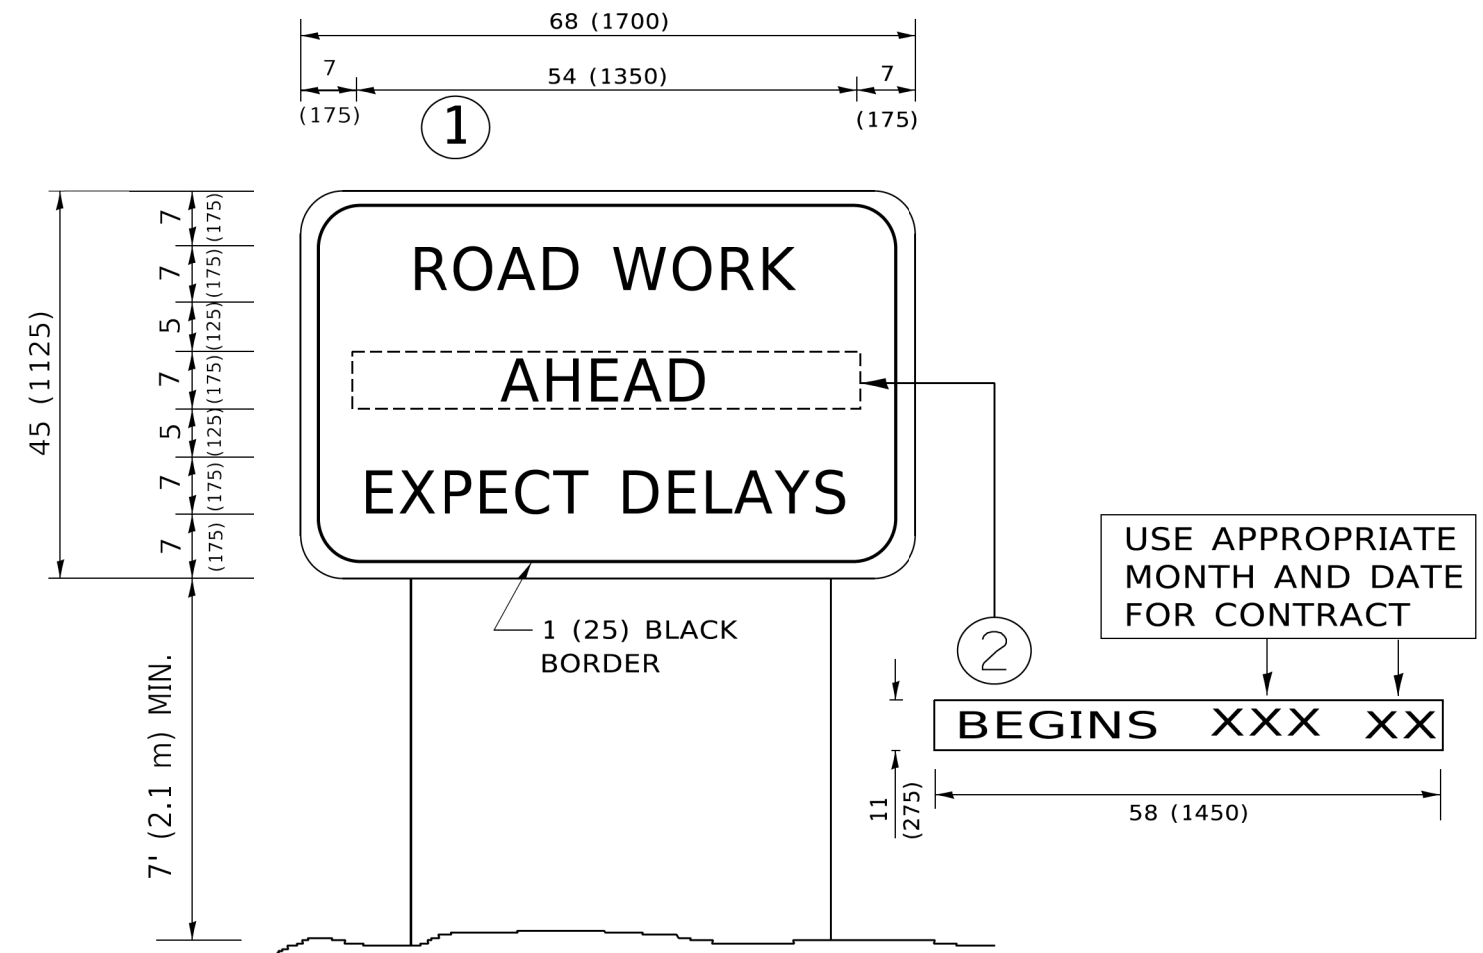 68 (1700)
7
54 (1350)
7
(175)
(175)
1
7
(175)
7
(175)
5
(125)
7
(175)
5
(125)
7
(175)
7
(175)
45 (1125)
ROAD WORK
AHEAD
EXPECT DELAYS
1 (25) BLACK
BORDER
7' (2.1 m) MIN.
USE APPROPRIATE
MONTH AND DATE
FOR CONTRACT
2
BEGINS XXX XX
11
(275)
58 (1450)